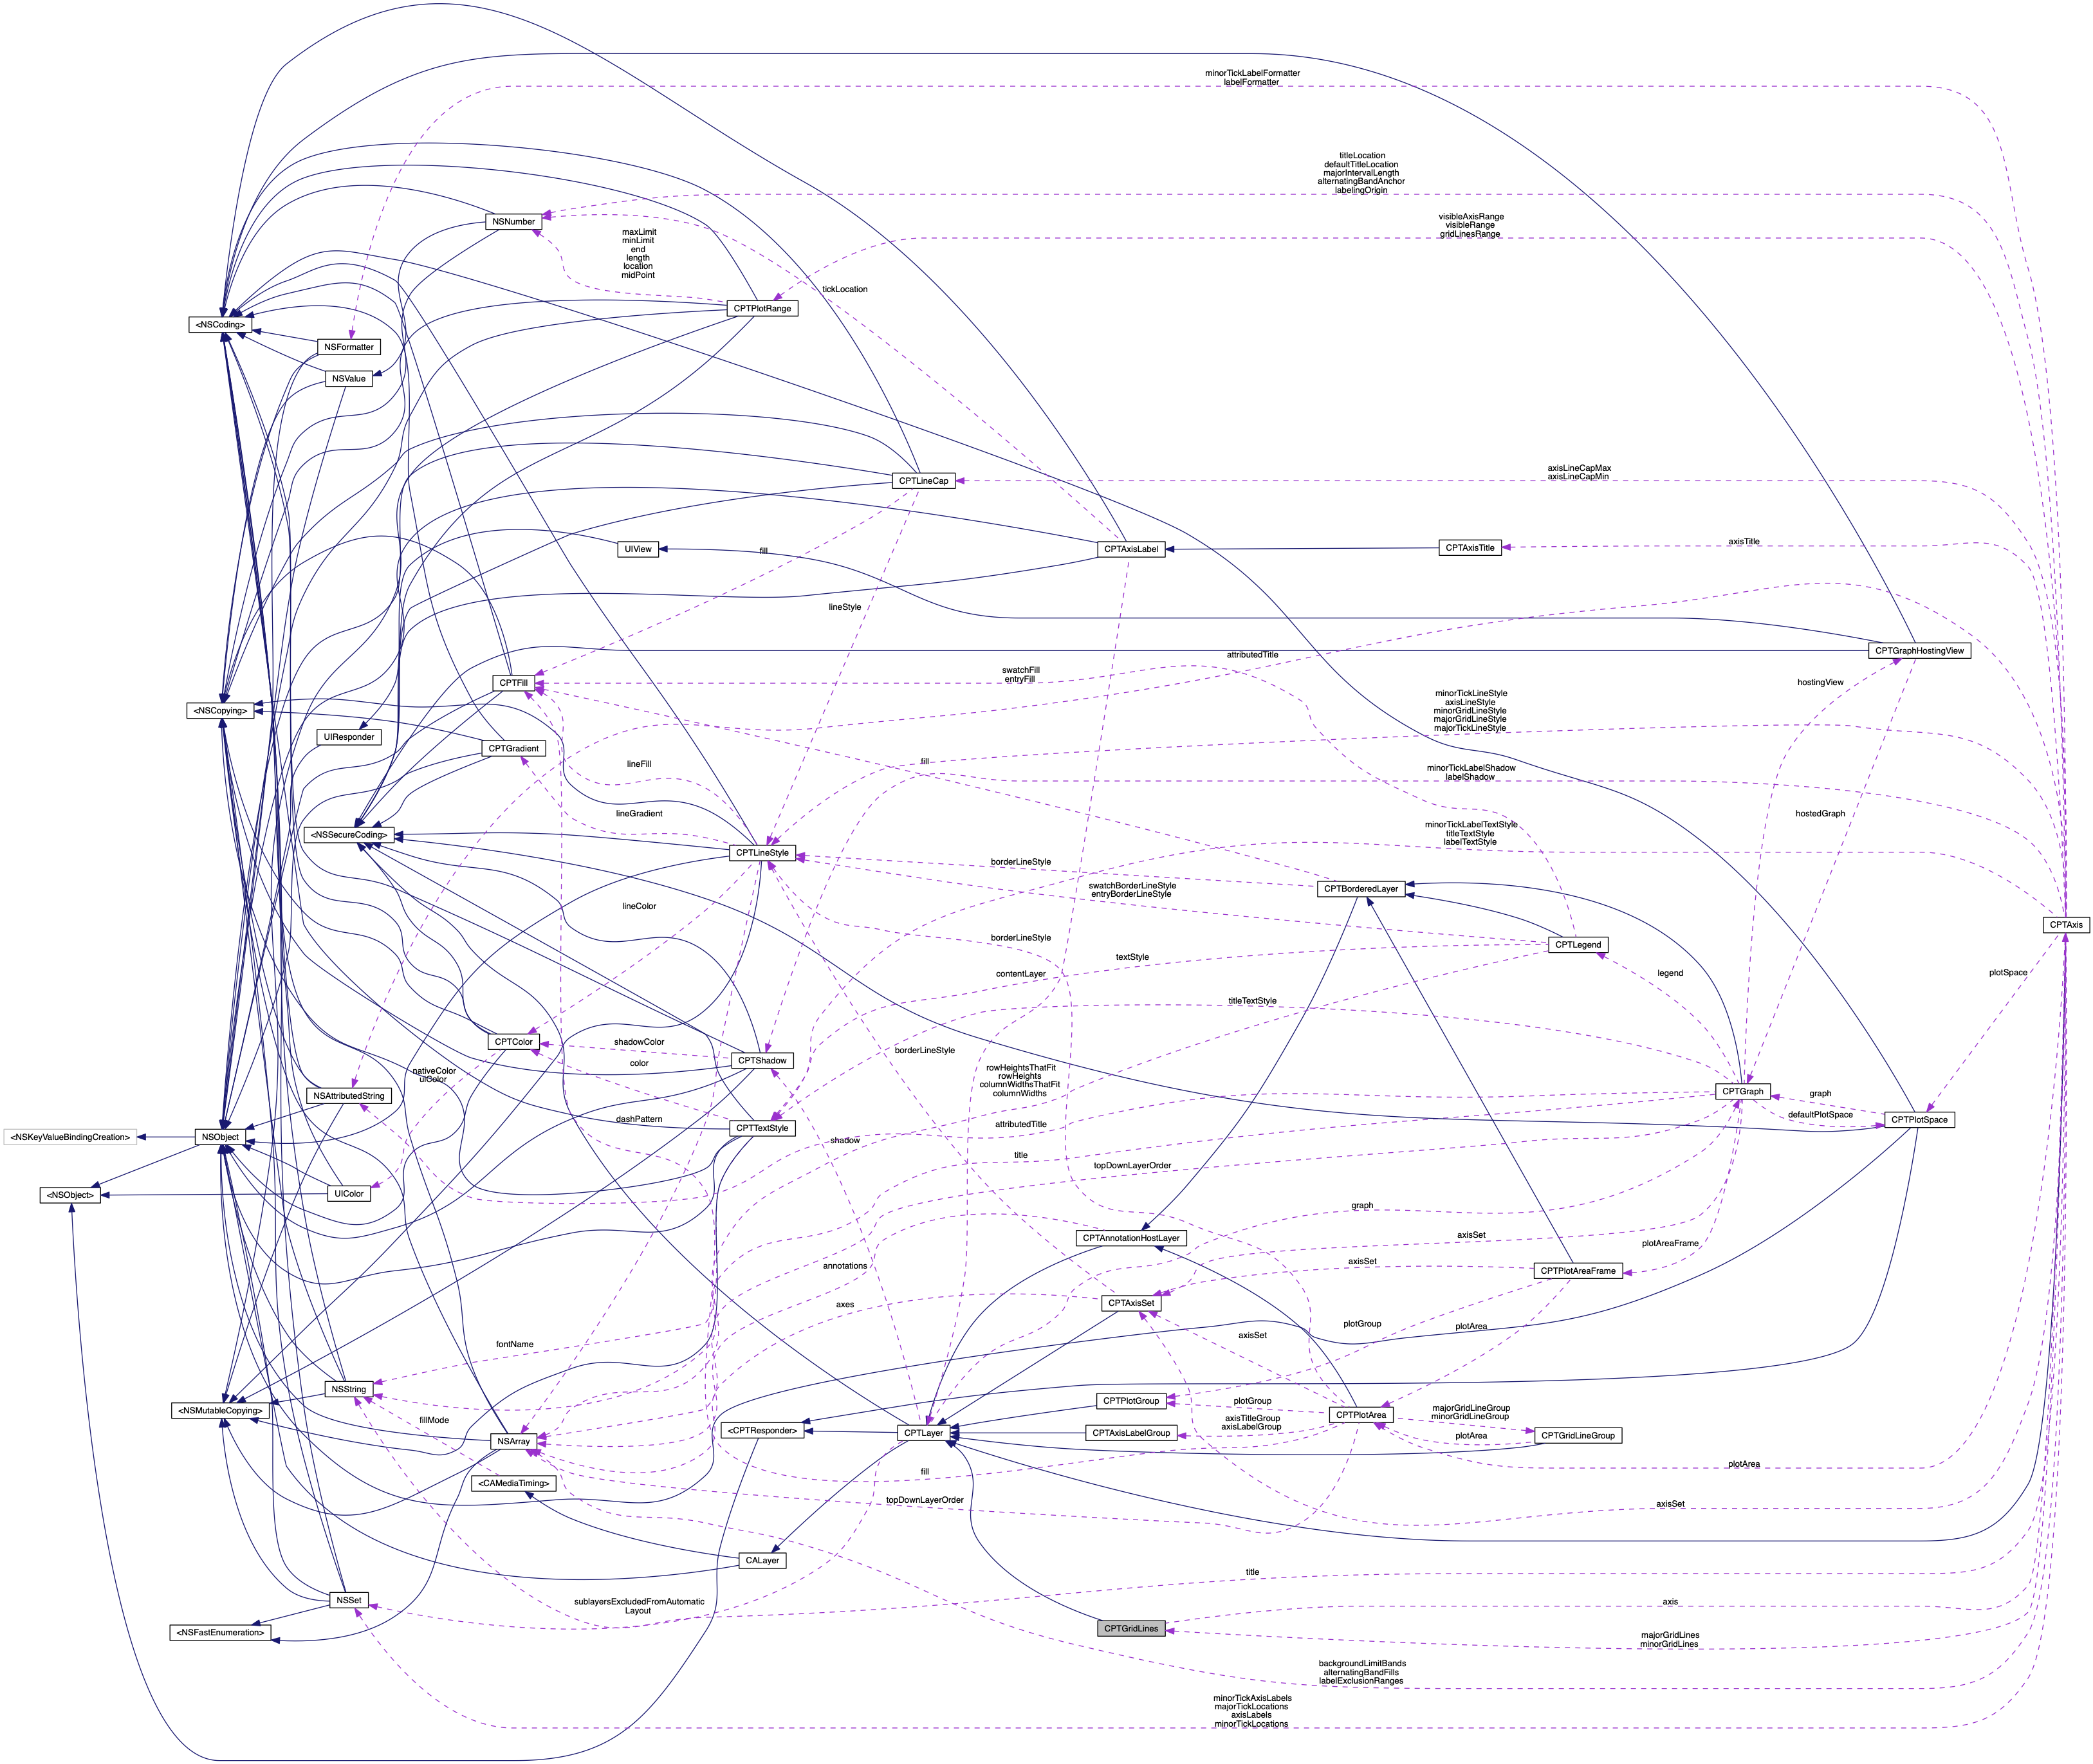 minorTickLabelFormatter
labelFormatter
titleLocation
defaultTitleLocation
majorIntervalLength
alternatingBandAnchor
labelingOrigin
NSNumber
visibleAxisRange
visibleRange
gridLinesRange
maxLimit
minLimit
end
length
location
midPoint
tickLocation
CPTPlotRange
<NSCoding>
NSFormatter
NSValue
axisLineCapMax
axisLineCapMin
CPTLineCap
fill
UIView
CPTAxisLabel
CPTAxisTitle
axisTitle
lineStyle
attributedTitle
CPTGraphHostingView
swatchFill
entryFill
CPTFill
hostingView
<NSCopying>
minorTickLineStyle
axisLineStyle
minorGridLineStyle
majorGridLineStyle
majorTickLineStyle
UIResponder
CPTGradient
lineFill
fill
minorTickLabelShadow
labelShadow
lineGradient
hostedGraph
<NSSecureCoding>
CPTLineStyle
minorTickLabelTextStyle
titleTextStyle
labelTextStyle
borderLineStyle
swatchBorderLineStyle
entryBorderLineStyle
CPTBorderedLayer
lineColor
CPTAxis
borderLineStyle
CPTLegend
textStyle
contentLayer
legend
plotSpace
titleTextStyle
CPTColor
shadowColor
borderLineStyle
CPTShadow
color
nativeColor
uiColor
rowHeightsThatFit
rowHeights
columnWidthsThatFit
columnWidths
NSAttributedString
CPTGraph
graph
defaultPlotSpace
CPTPlotSpace
dashPattern
attributedTitle
CPTTextStyle
<NSKeyValueBindingCreation>
NSObject
shadow
title
topDownLayerOrder
<NSObject>
UIColor
graph
CPTAnnotationHostLayer
axisSet
plotAreaFrame
annotations
axisSet
CPTPlotAreaFrame
axes
CPTAxisSet
fontName
axisSet
plotGroup
plotArea
NSString
<NSMutableCopying>
fillMode
CPTPlotGroup
plotGroup
CPTPlotArea
majorGridLineGroup
minorGridLineGroup
axisTitleGroup
axisLabelGroup
<CPTResponder>
CPTLayer
CPTAxisLabelGroup
plotArea
CPTGridLineGroup
NSArray
fill
plotArea
<CAMediaTiming>
topDownLayerOrder
axisSet
CALayer
title
NSSet
sublayersExcludedFromAutomatic
Layout
axis
<NSFastEnumeration>
CPTGridLines
majorGridLines
minorGridLines
backgroundLimitBands
alternatingBandFills
labelExclusionRanges
minorTickAxisLabels
majorTickLocations
axisLabels
minorTickLocations